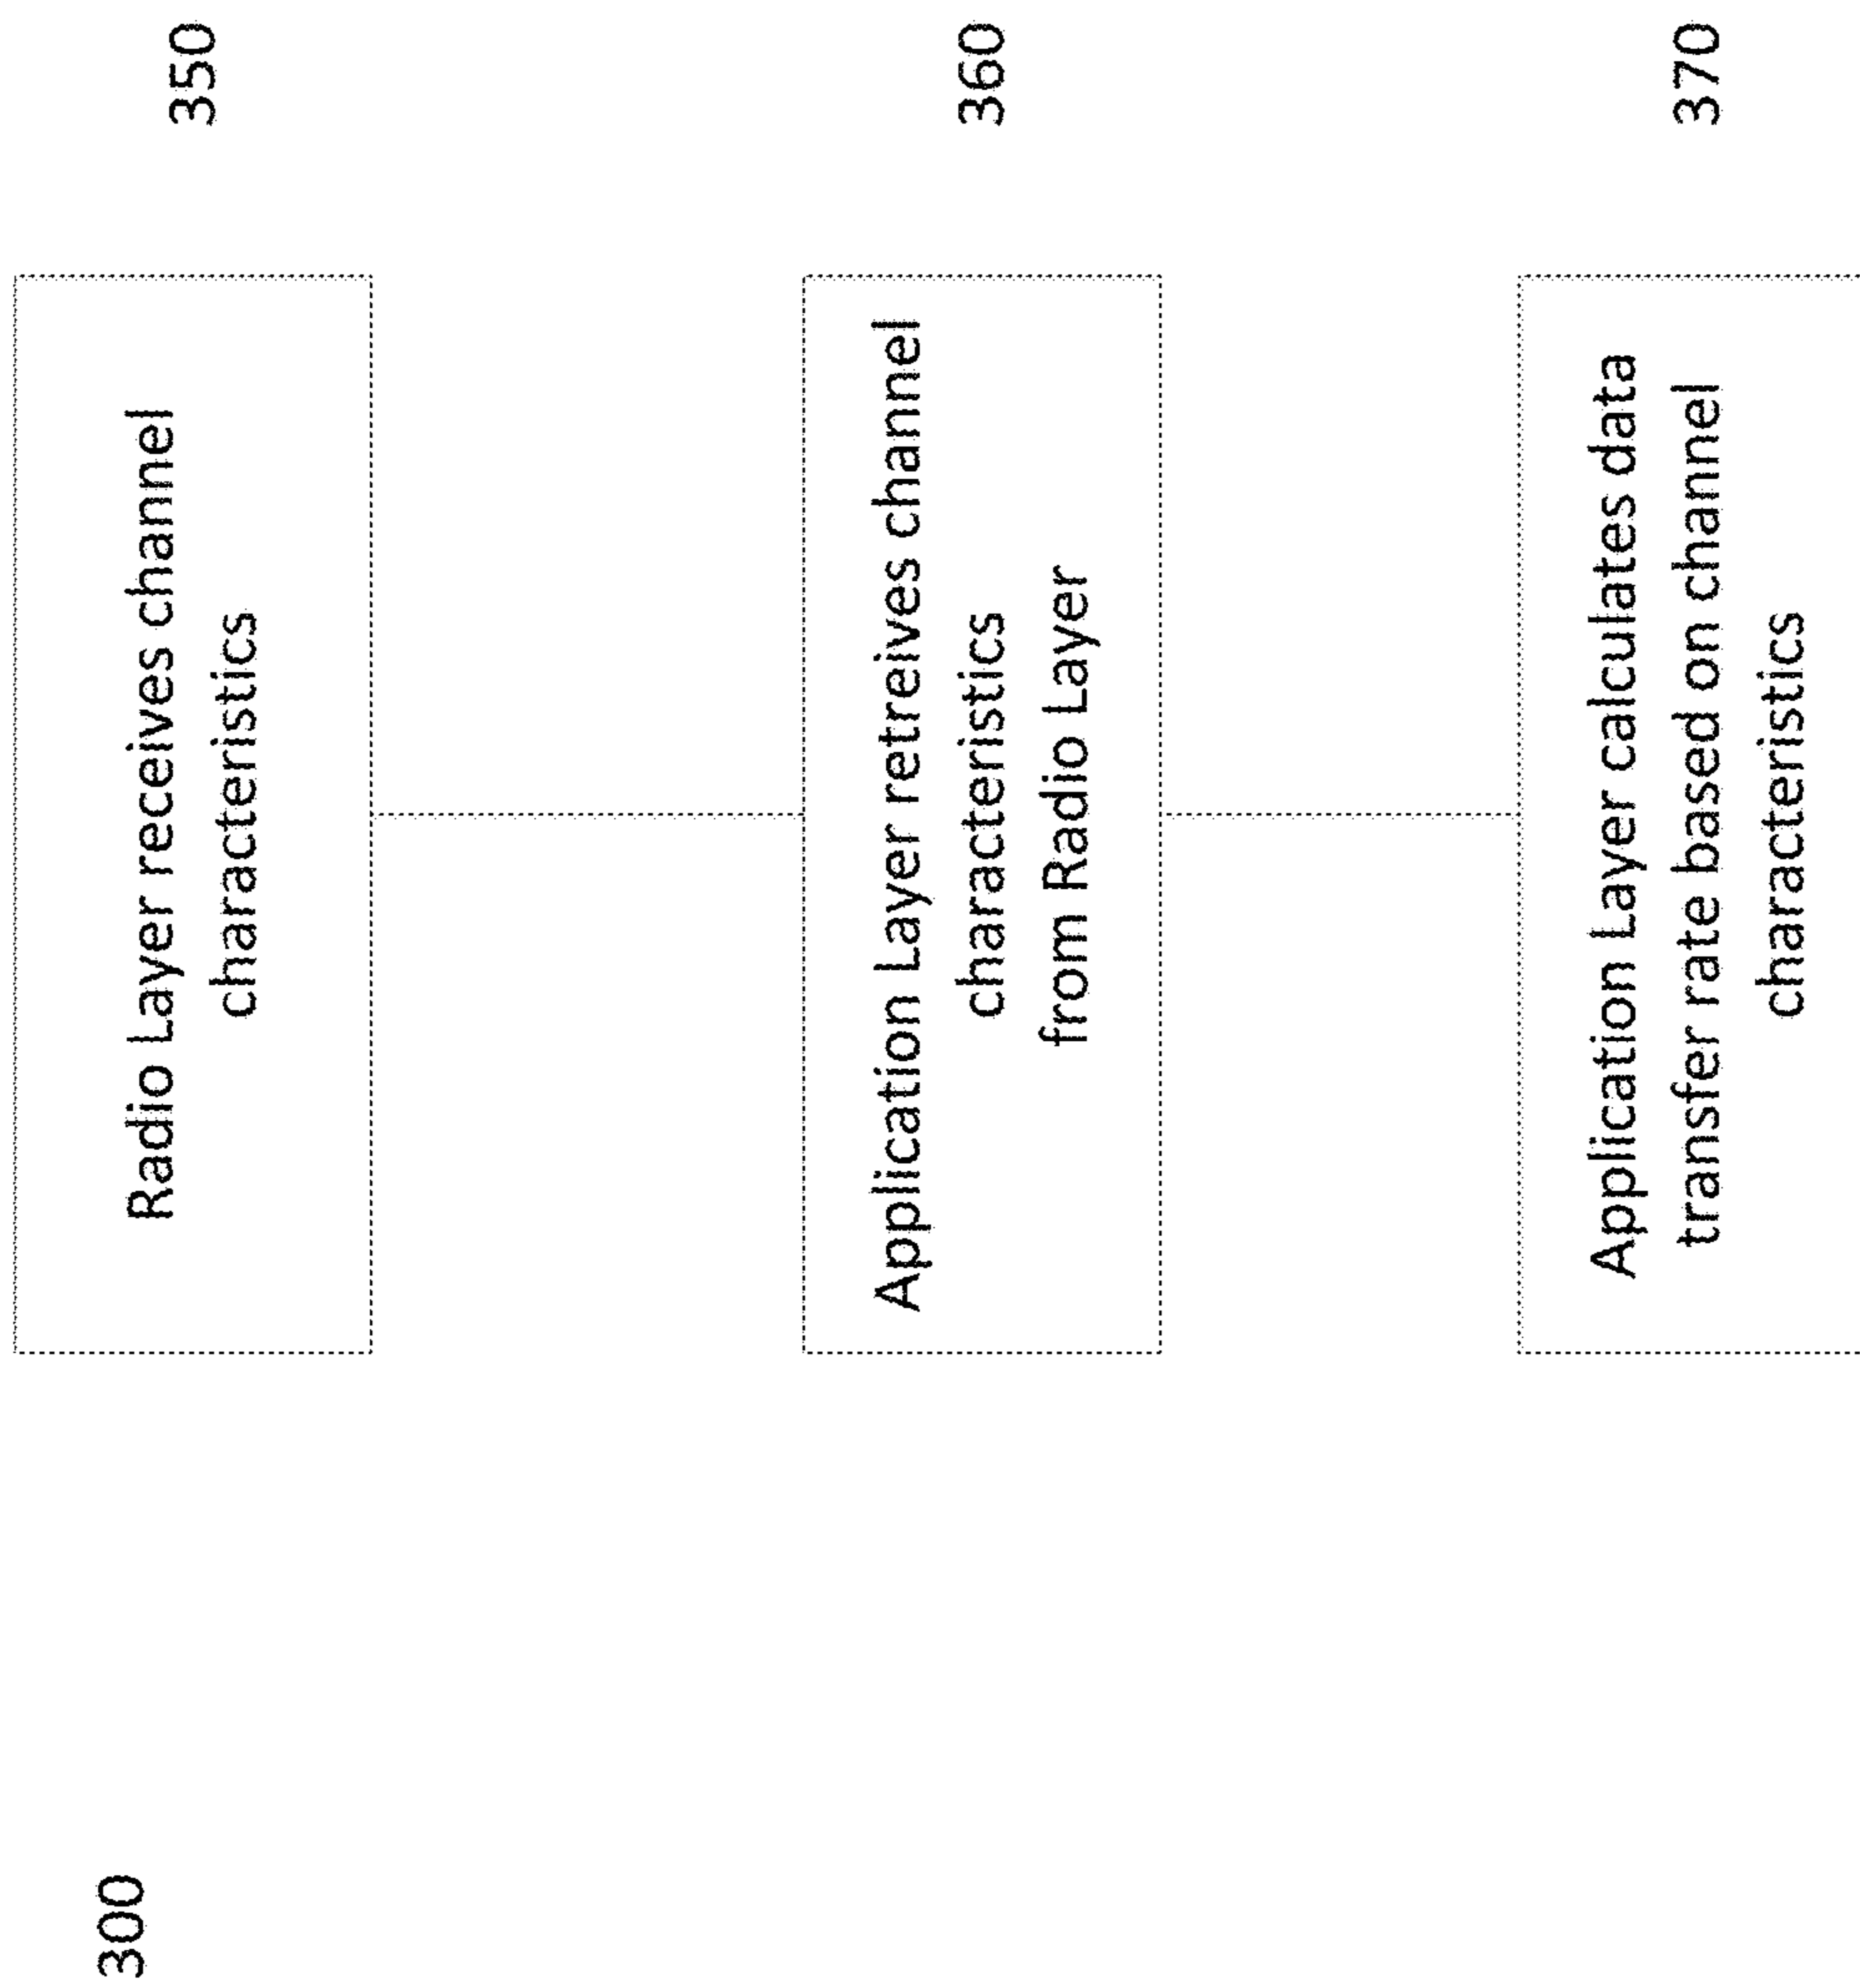 300
Radio Layer receives channel
characteristics
350
Application Layer retreives channel
characteristics
from Radio Layer
360
Application Layer calculates data
transfer rate based on channel
characteristics
370